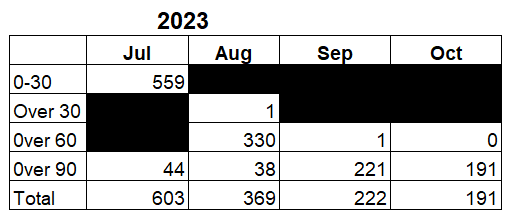 2023
Jul Aug Sep Oct
0-30 559
Over 30 1
0ver 60 330 1 0
0ver 90 44 38 221 191
Total 603 369 222 191